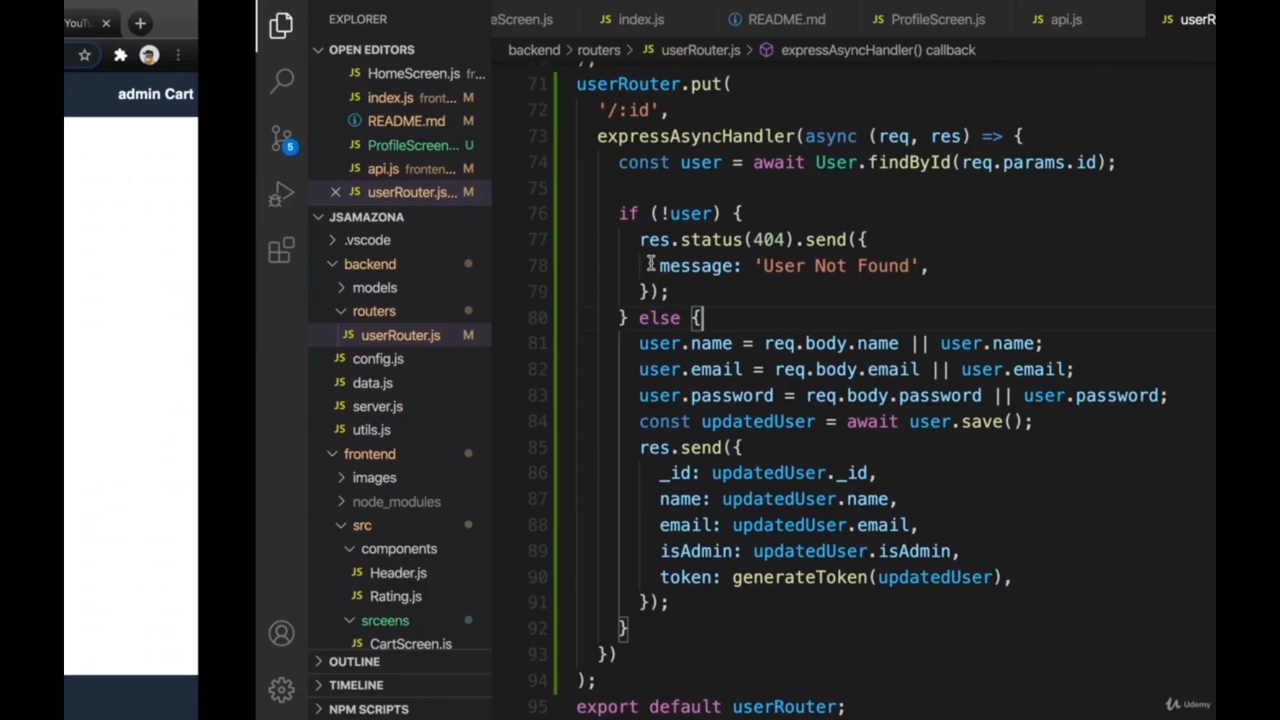 YouTu
admin Cart
EXPLORER
OPEN EDITORS
HomeScreen.js fr...
index.js front... M
README.md M
ProfileScreen... U
api.js fronten... M
userRouter.js... M
JSAMAZONA
.vscode
backend
models
routers
userRouter.js M
config.js
data.js
server.js
utils.js
frontend
images
node_modules
src
components
Header.js
Rating.js
srceens
CartScreen.js
OUTLINE
TIMELINE
NPM SCRIPTS
5
eScreen.js index.js README.md ProfileScreen.js api.js userR
backend > routers > userRouter.js > expressAsyncHandler() callback
71 userRouter.put(
72 '/:id',
73 expressAsyncHandler(async (req, res) => {
74 const user = await User.findById(req.params.id);
75
76 if (!user) {
77 res.status(404).send({
78 message: 'User Not Found',
79 });
80 } else {
81 user.name = req.body.name || user.name;
82 user.email = req.body.email || user.email;
83 user.password = req.body.password || user.password;
84 const updatedUser = await user.save();
85 res.send({
86 _id: updatedUser._id,
87 name: updatedUser.name,
88 email: updatedUser.email,
89 isAdmin: updatedUser.isAdmin,
90 token: generateToken(updatedUser),
91 });
92 }
93 })
94 );
95 export default userRouter;
Udemy